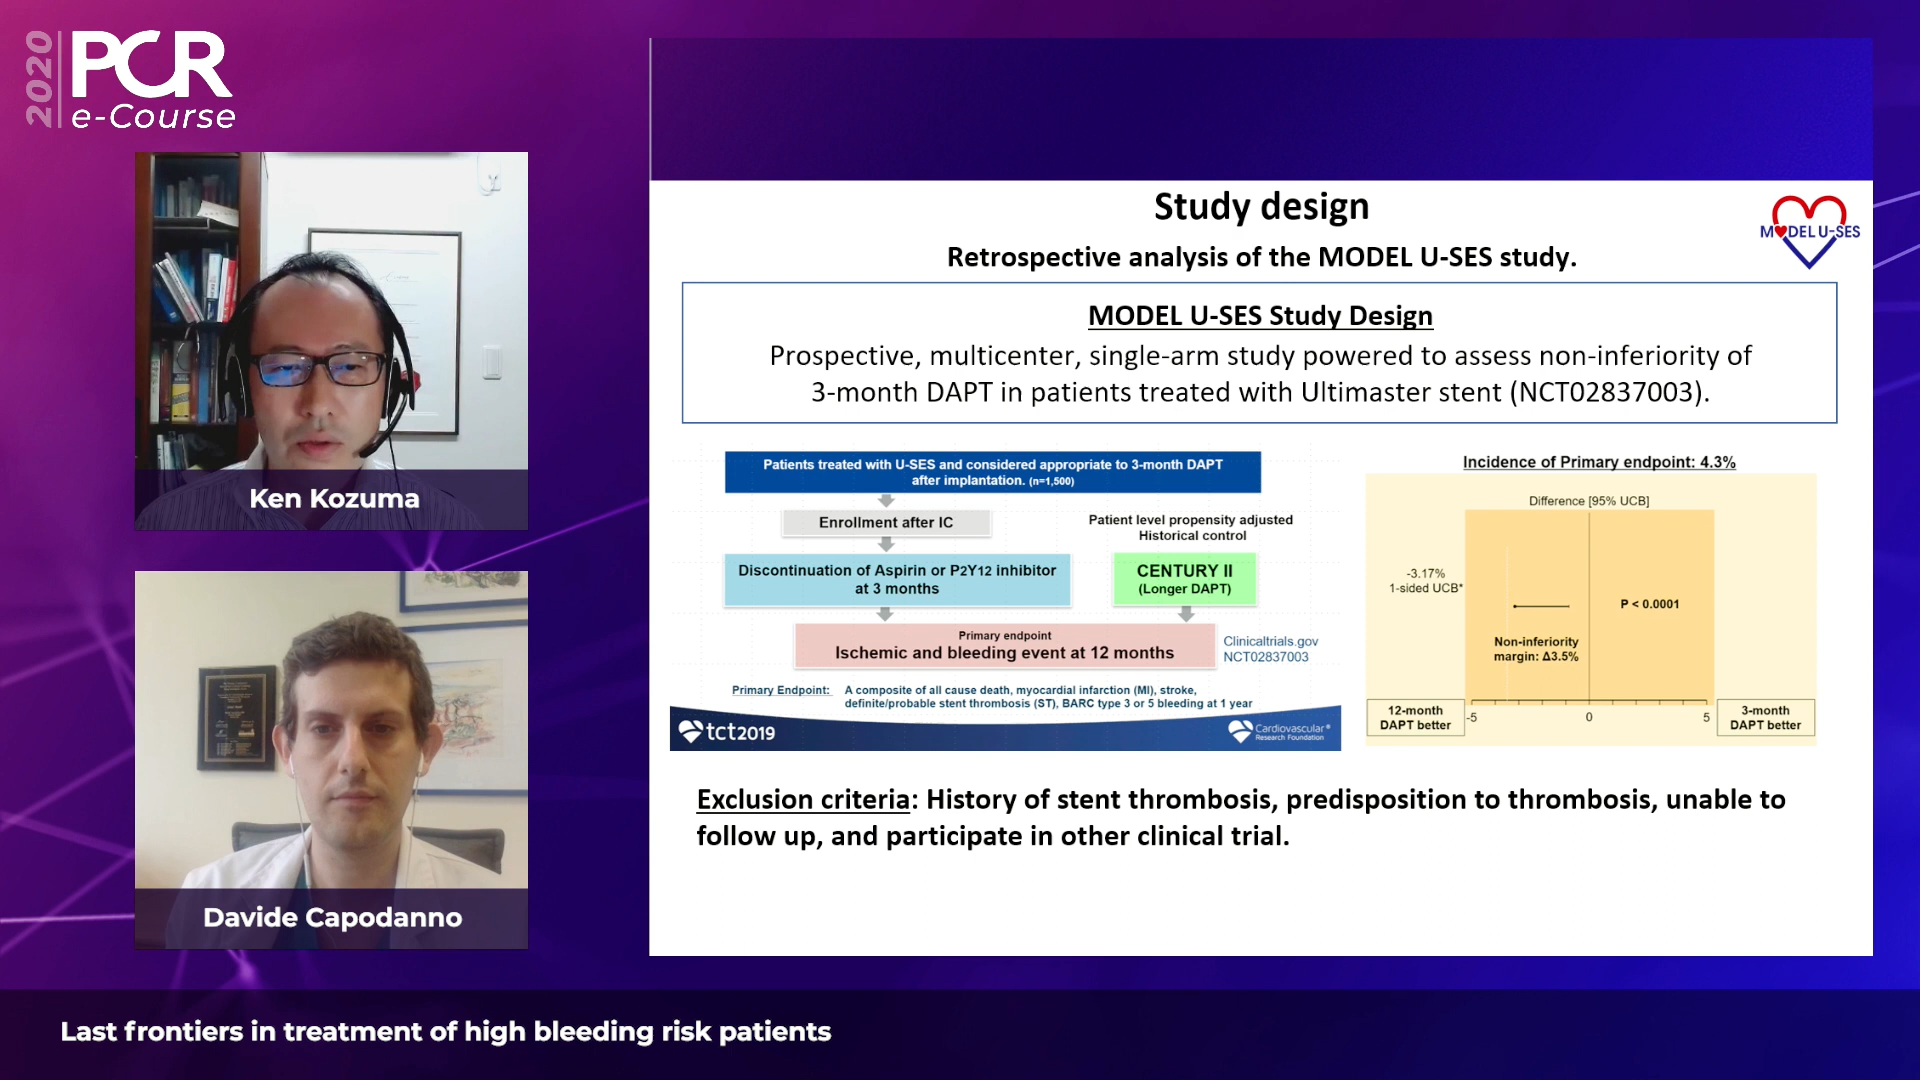 2020
PCR
e-Course
Ken Kozuma
Davide Capodanno
Study design
MODEL U-SES
Retrospective analysis of the MODEL U-SES study.
MODEL U-SES Study Design
Prospective, multicenter, single-arm study powered to assess non-inferiority of
3-month DAPT in patients treated with Ultimaster stent (NCT02837003).
Patients treated with U-SES and considered appropriate to 3-month DAPT
after implantation. (n=1,500)
Enrollment after IC
Patient level propensity adjusted
Historical control
Discontinuation of Aspirin or P2Y12 inhibitor
at 3 months
CENTURY II
(Longer DAPT)
Primary endpoint
Ischemic and bleeding event at 12 months
Clinicaltrials.gov
NCT02837003
Primary Endpoint: A composite of all cause death, myocardial infarction (MI), stroke,
definite/probable stent thrombosis (ST), BARC type 3 or 5 bleeding at 1 year
tct2019
Cardiovascular®
Research Foundation
Incidence of Primary endpoint: 4.3%
Difference [95% UCB]
-3.17%
1-sided UCB*
P < 0.0001
Non-inferiority
margin: Δ3.5%
12-month
DAPT better
-5
0
5
3-month
DAPT better
Exclusion criteria: History of stent thrombosis, predisposition to thrombosis, unable to
follow up, and participate in other clinical trial.
Last frontiers in treatment of high bleeding risk patients